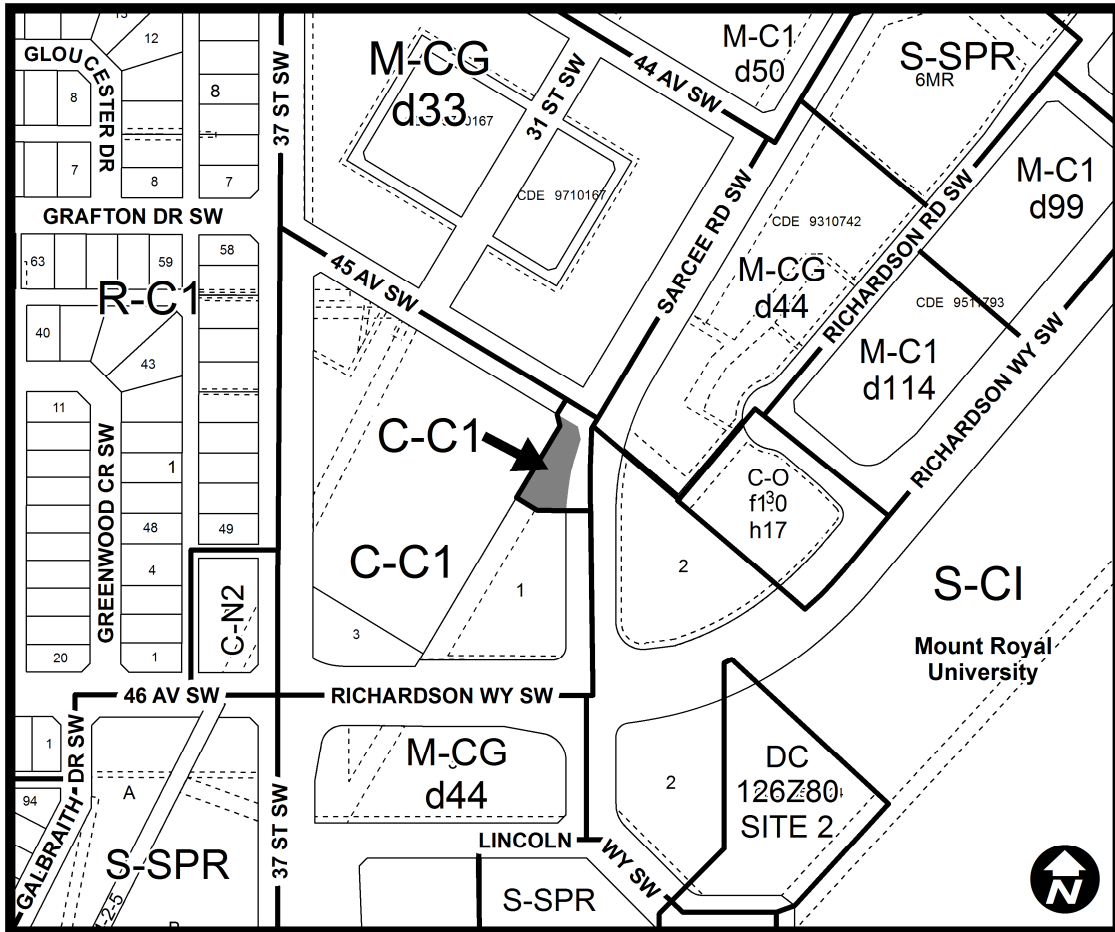 12
GLOUCESTER DR
8
8
7
8
7
37 ST SW
M-CG
d33
31 ST SW
CDE 9710167
44 AV SW
M-C1
d50
S-SPR
6MR
M-C1
d99
SARCEE RD SW
CDE 9310742
RICHARDSON RD SW
GRAFTON DR SW
63
59
58
R-C1
45 AV SW
M-CG
d44
CDE 9511793
40
43
M-C1
d114
RICHARDSON WY SW
11
C-C1
GREENWOOD CR SW
1
C-O
f1.0
3
h17
48
49
4
C-C1
1
2
S-CI
C-N2
3
20
1
Mount Royal
University
46 AV SW
RICHARDSON WY SW
1
GALBRAITH DR SW
94
A
M-CG
d44
2
DC
126Z80
SITE 2
37 ST SW
LINCOLN WY SW
S-SPR
S-SPR
N